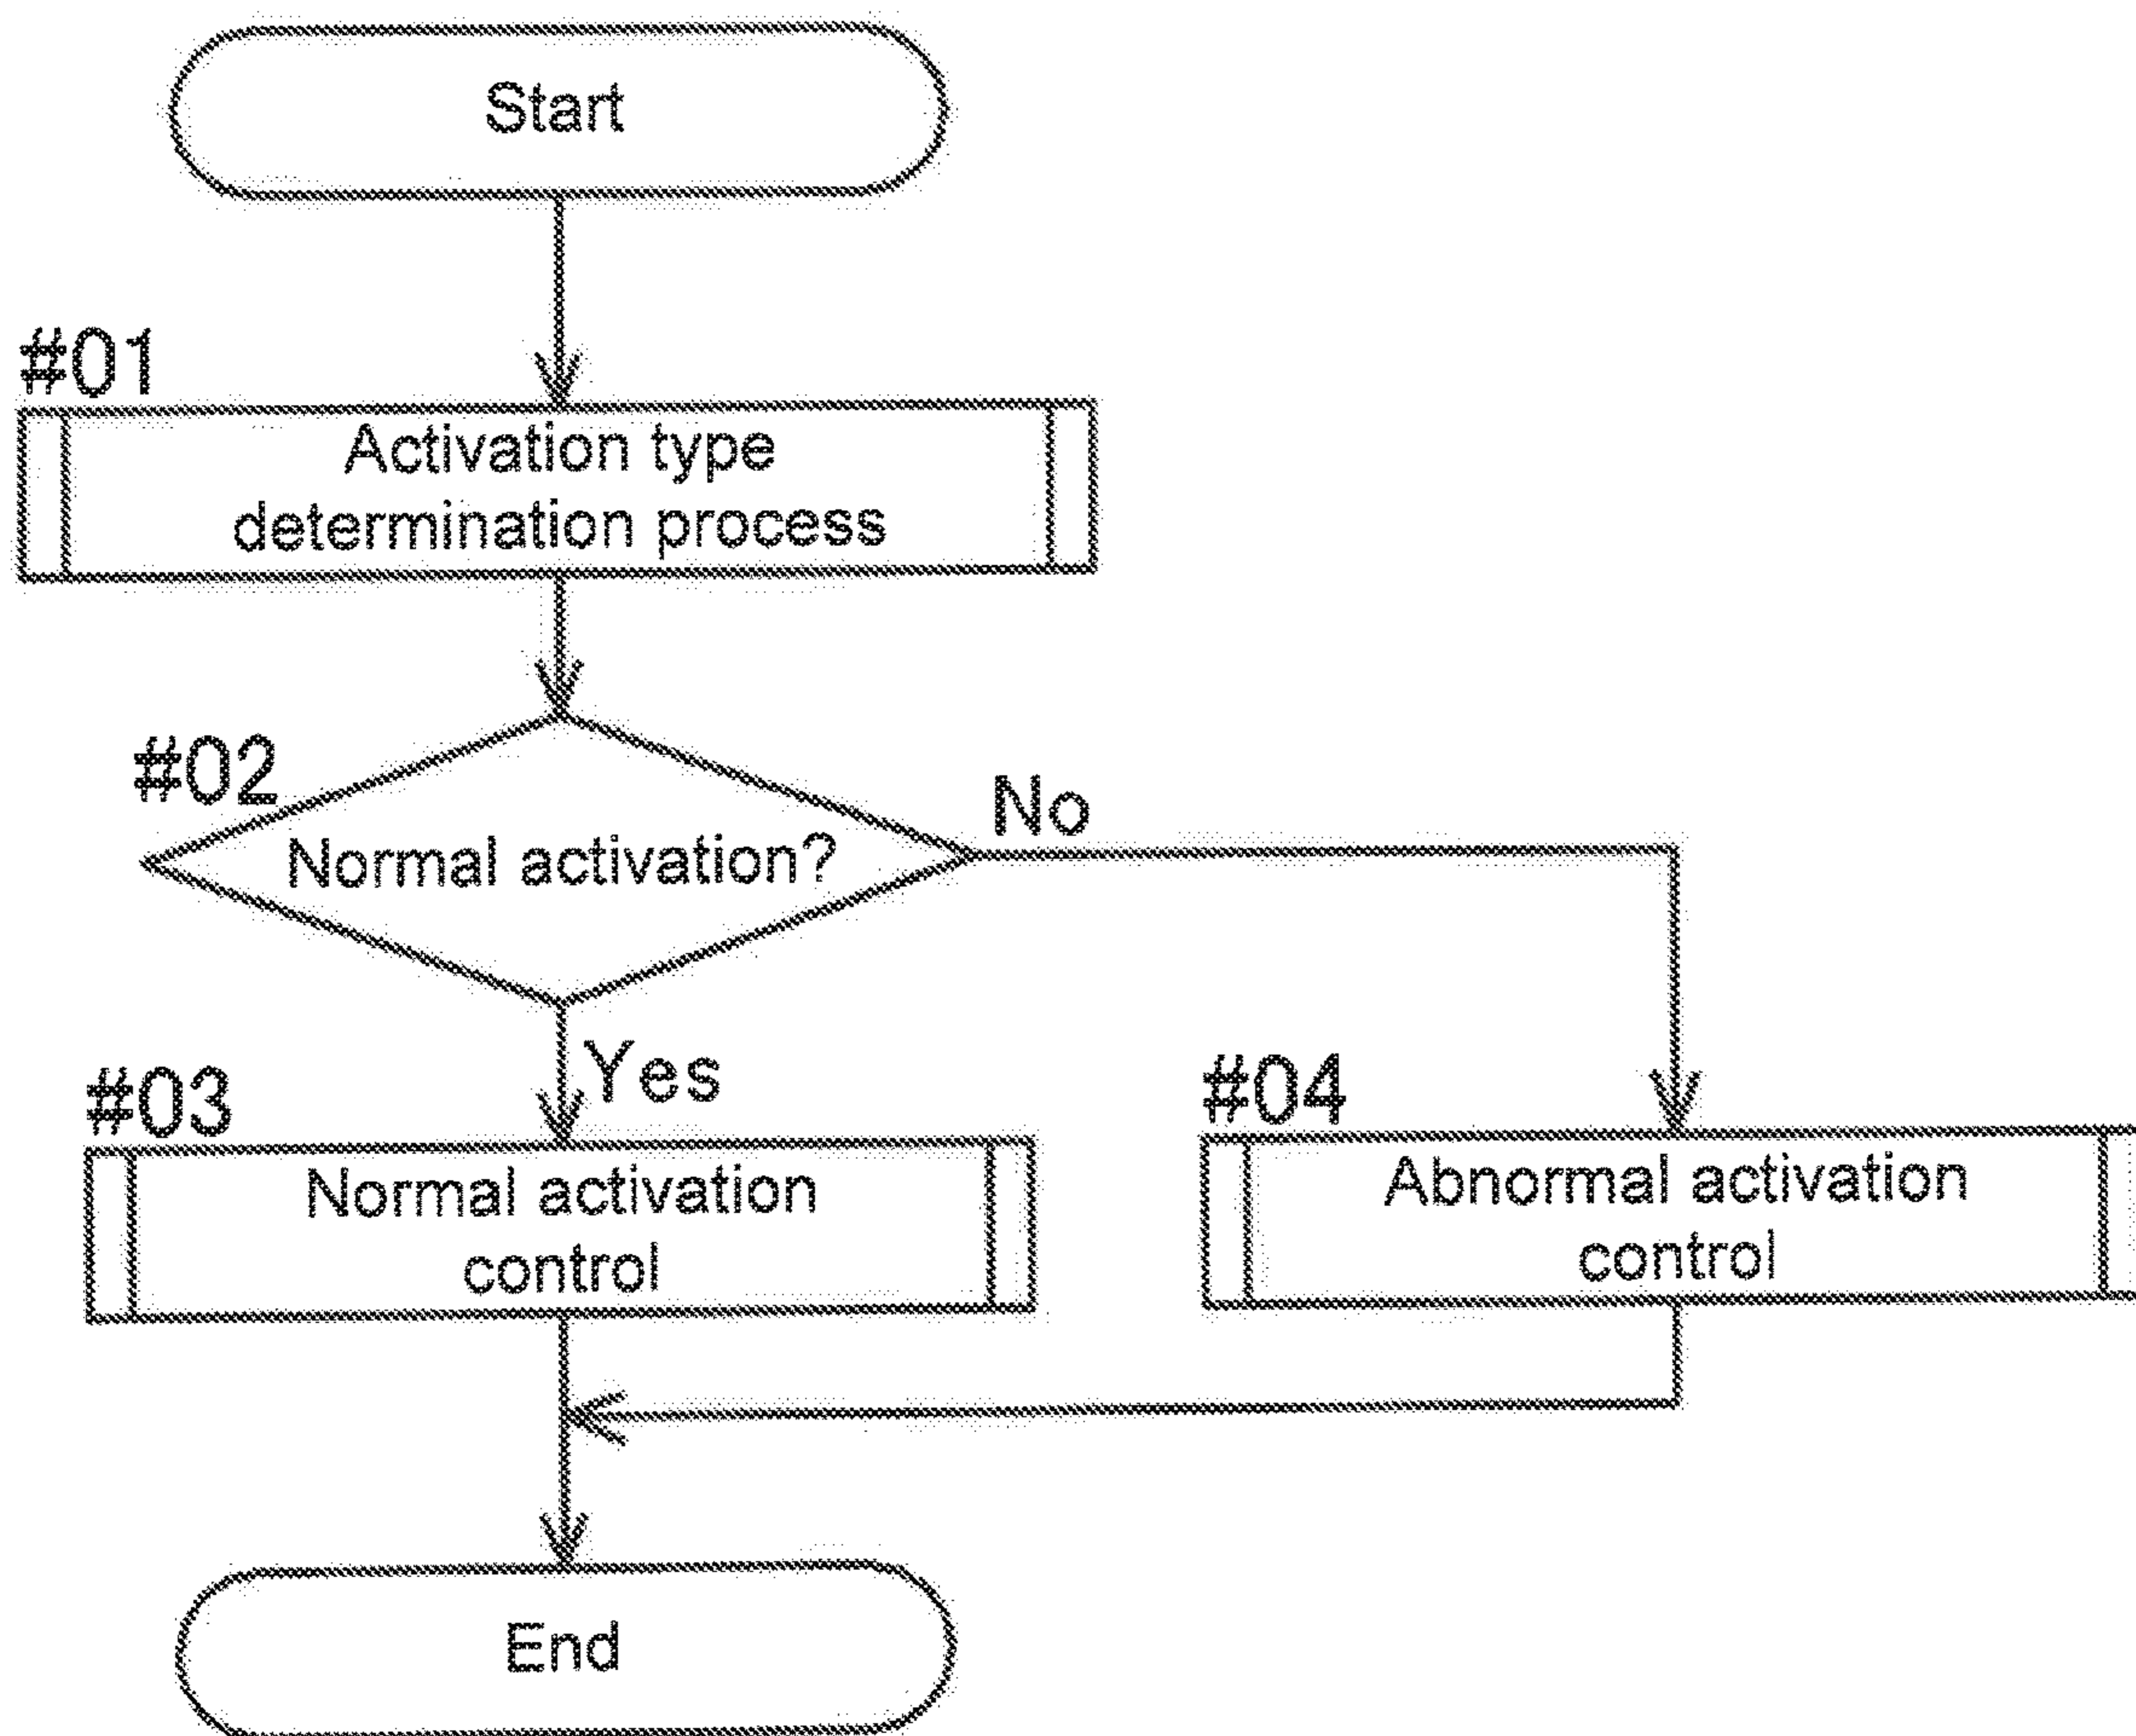 Start
#01
Activation type
determination process
#02
Normal activation?
No
Yes
#03
Normal activation
control
#04
Abnormal activation
control
End